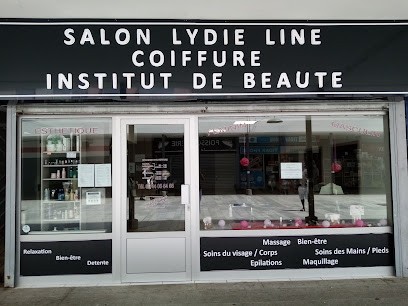 SALON LYDIE LINE
COIFFURE
INSTITUT DE BEAUTE
ESTHETIQUE
Relaxation
Bien-être
Detente
Massage Bien-être
Soins du visage / Corps
Soins des Mains / Pieds
Epilations
Maquillage